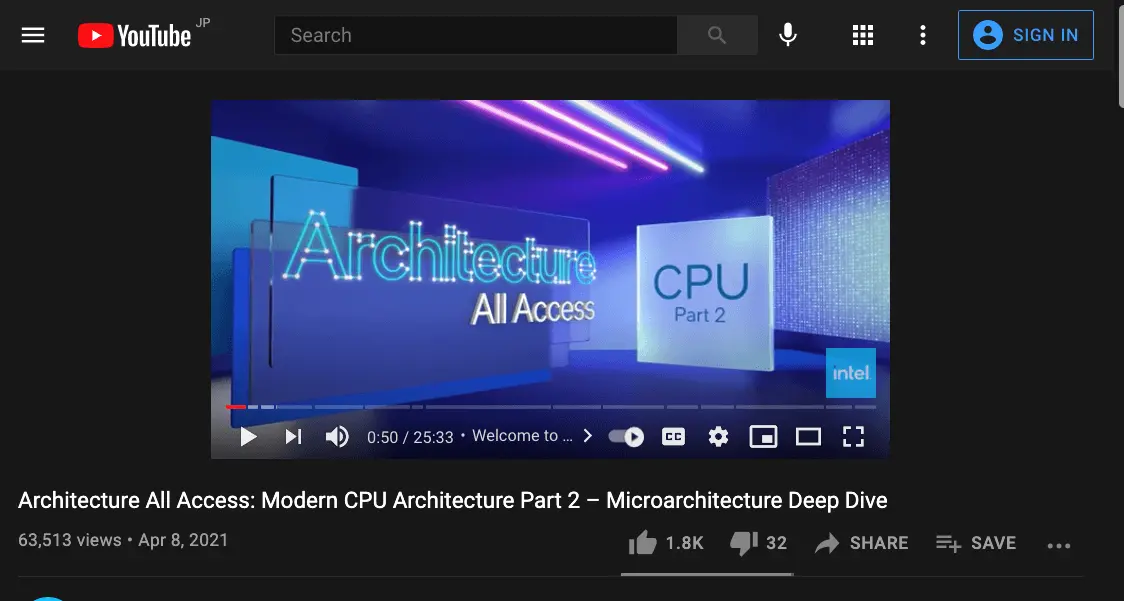 YouTube JP
Search
SIGN IN
Architecture
All Access
CPU
Part 2
intel
0:50 / 25:33 • Welcome to ...
CC
Architecture All Access: Modern CPU Architecture Part 2 – Microarchitecture Deep Dive
63,513 views • Apr 8, 2021
1.8K
32
SHARE
SAVE